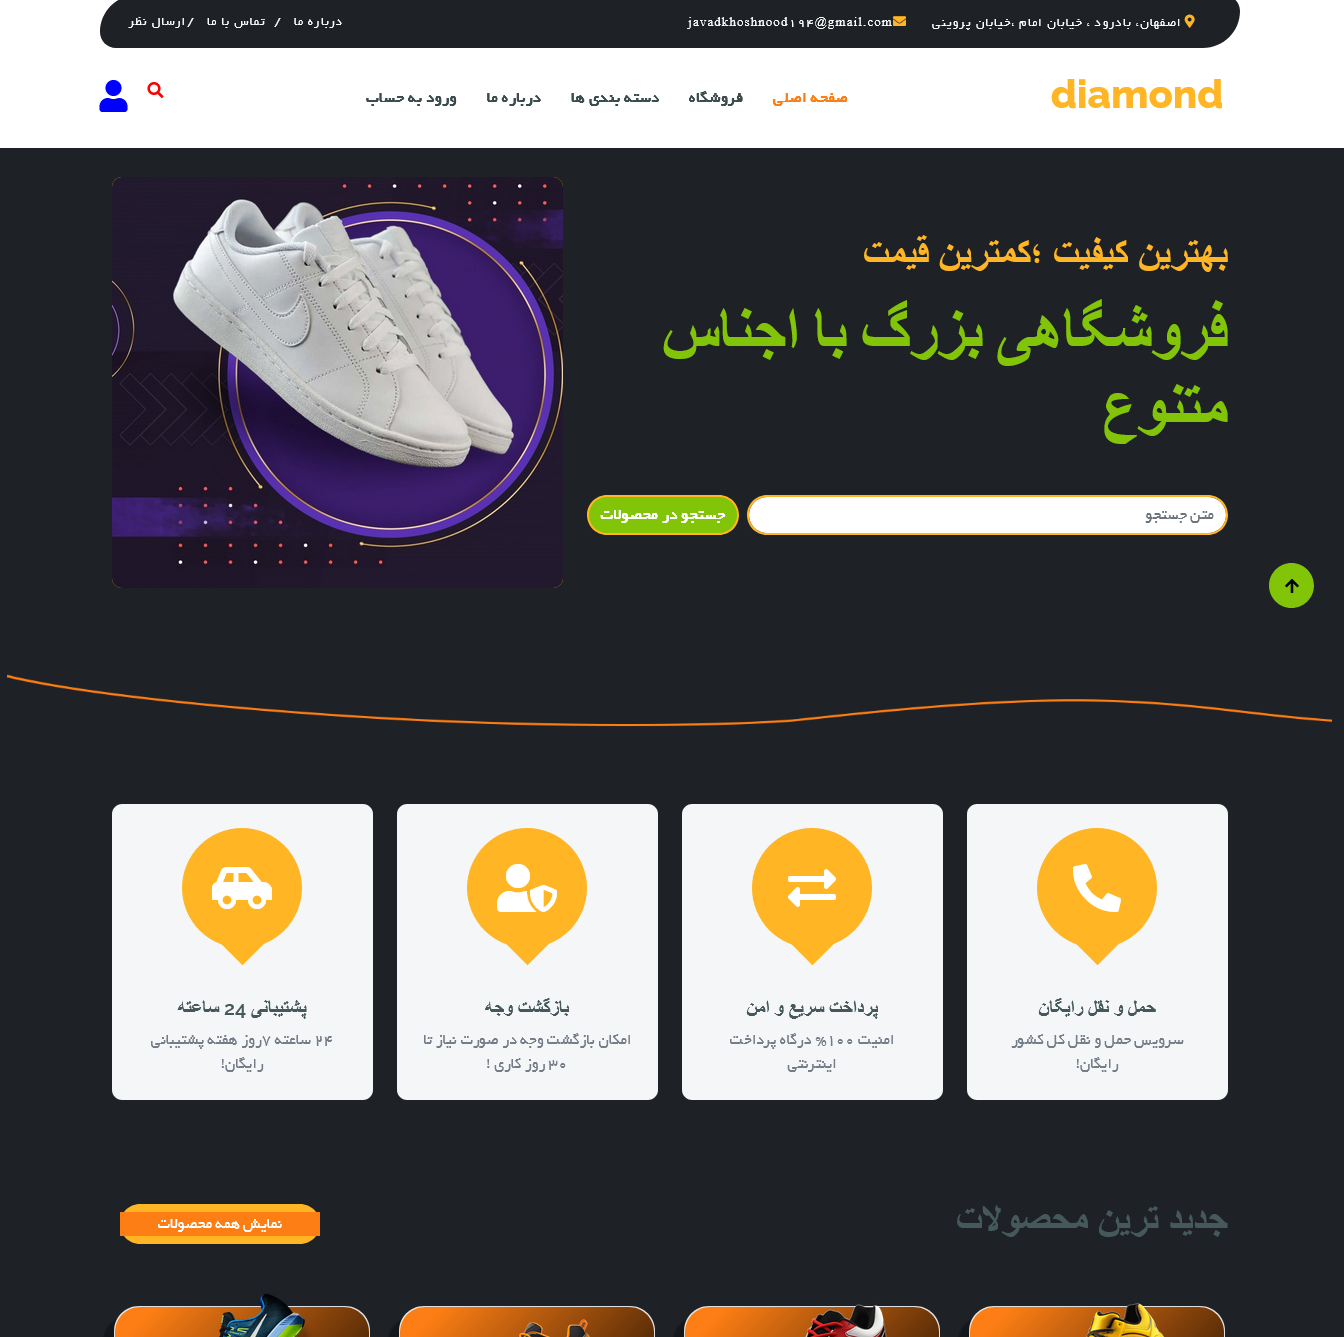 اصفهان، بادرود ، خیابان امام ،خیابان پروینی
javadkhoshnood۱۹۴@gmail.com
درباره ما / تماس با ما /ارسال نظر
diamond
صفحه اصلی
فروشگاه
دسته بندی ها
درباره ما
ورود به حساب
بهترین کیفیت ؛کمترین قیمت
فروشگاهی بزرگ با اجناس
متنوع
متن جستجو
جستجو در محصولات
حمل و نقل رایگان
سرویس حمل و نقل کل کشور
رایگان!
پرداخت سریع و امن
امنیت ۱۰۰% درگاه پرداخت
اینترنتی
بازگشت وجه
امکان بازگشت وجه در صورت نیاز تا
۳۰ روز کاری !
پشتیبانی 24 ساعته
۲۴ ساعته ۷روز هفته پشتیبانی
رایگان!
جدید ترین محصولات
نمایش همه محصولات